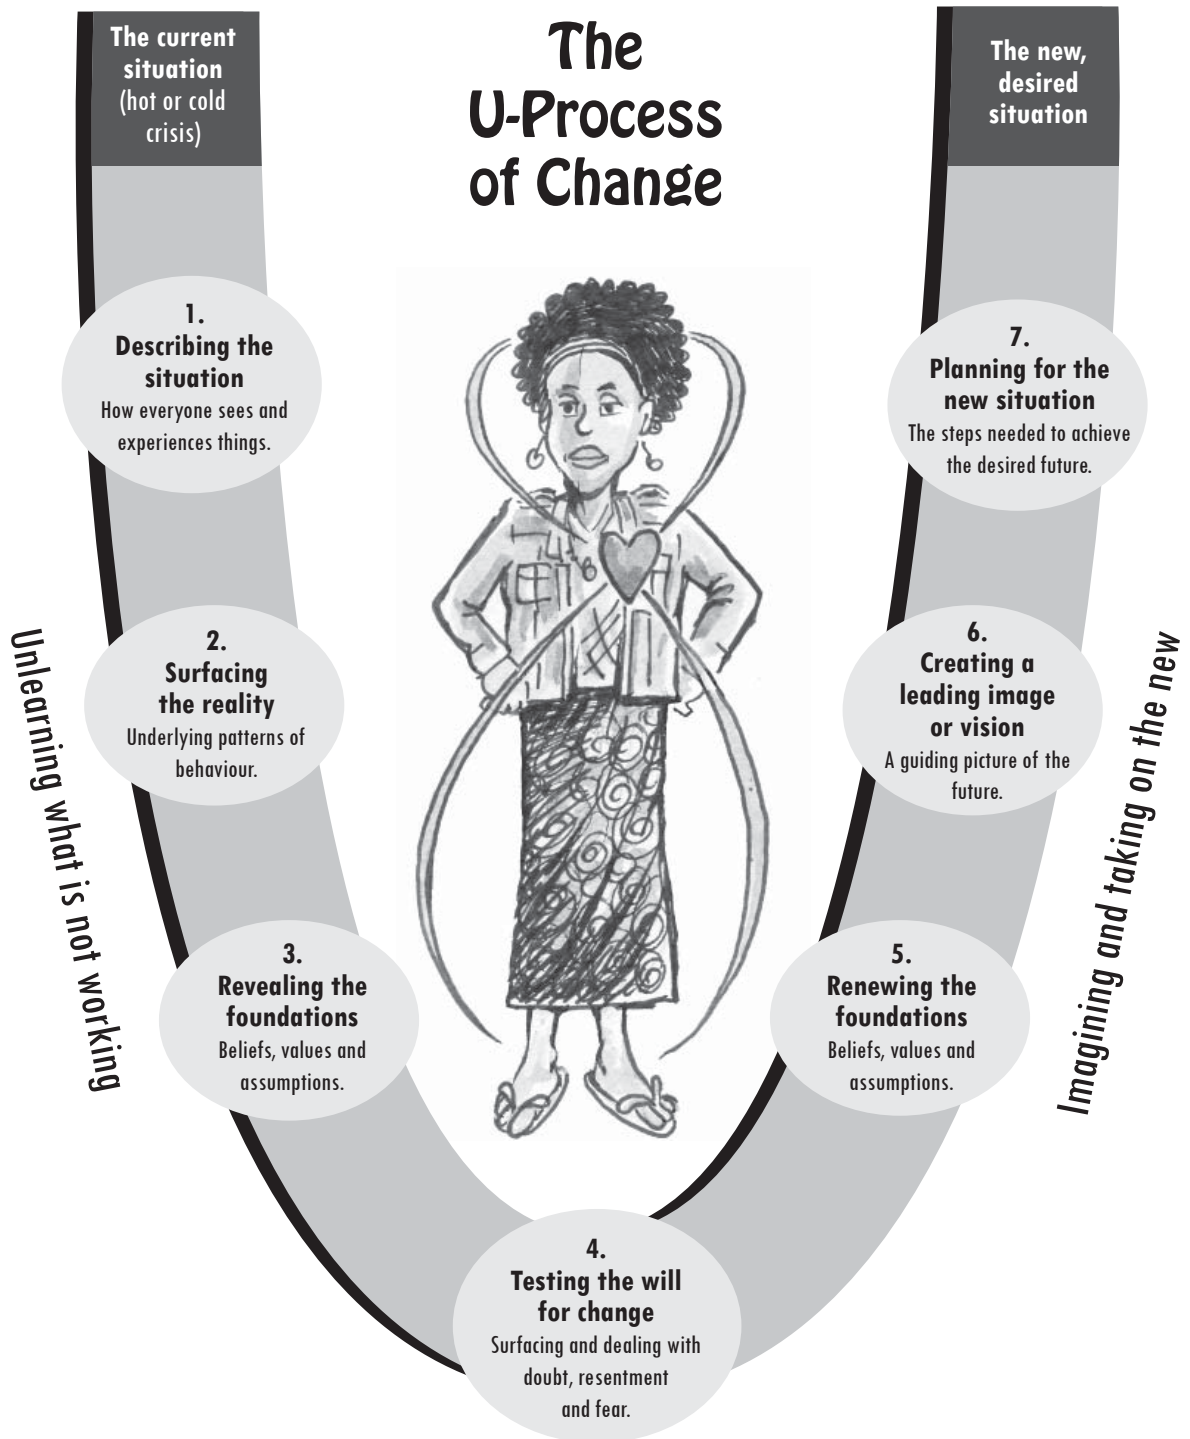 The
U-Process
of Change
The current
situation
(hot or cold
crisis)
1.
Describing the
situation
How everyone sees and
experiences things.
2.
Surfacing
the reality
Underlying patterns of
behaviour.
3.
Revealing the
foundations
Beliefs, values and
assumptions.
Unlearning what is not working
4.
Testing the will
for change
Surfacing and dealing with
doubt, resentment
and fear.
5.
Renewing the
foundations
Beliefs, values and
assumptions.
6.
Creating a
leading image
or vision
A guiding picture of the
future.
7.
Planning for the
new situation
The steps needed to achieve
the desired future.
Imagining and taking on the new
The new,
desired
situation